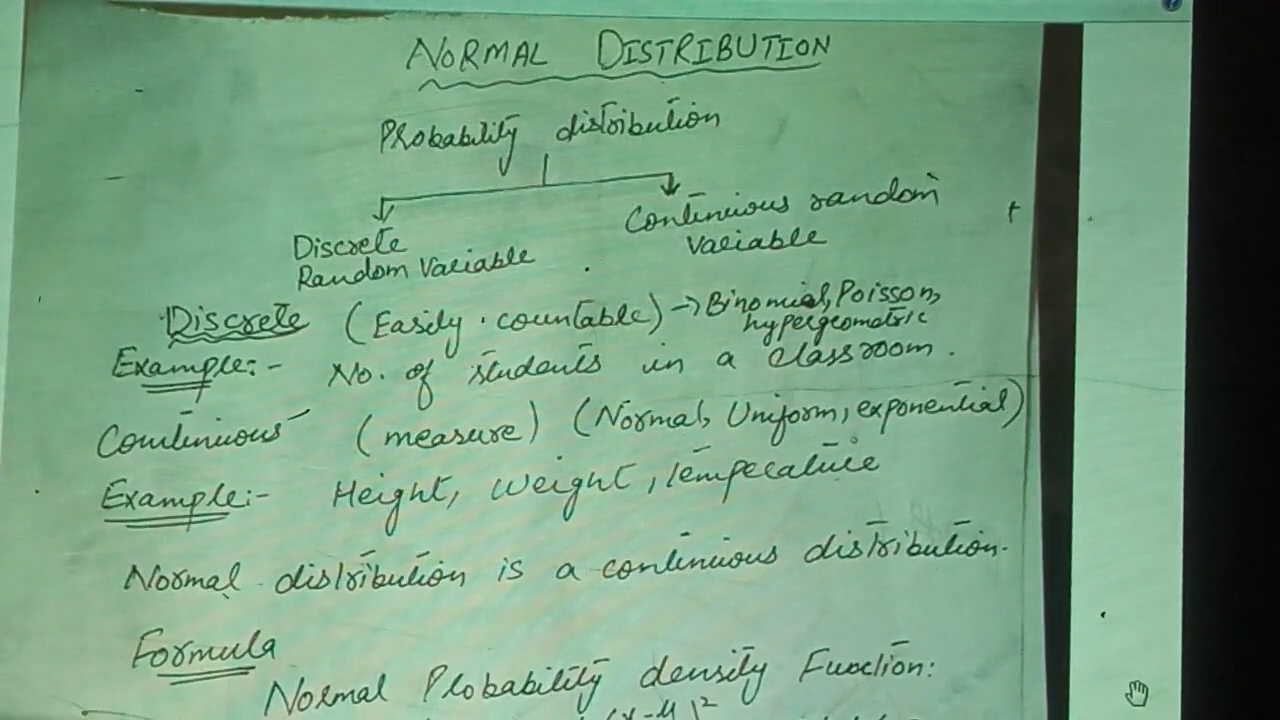 NORMAL DISTRIBUTION
Probability distribution
Discrete
Random Variable
Continuious random
Variable
Discrete (Easily countable) → Binomial, Poisson,
hypergeometric
Example:- No. of students in a classroom.
Continuous (measure) (Normal, Uniform, exponential)
Example:- Height, Weight, Temperature
Normal distribution is a continuous distribution.
Formula
Normal Probability density Function:
(x-μ)²